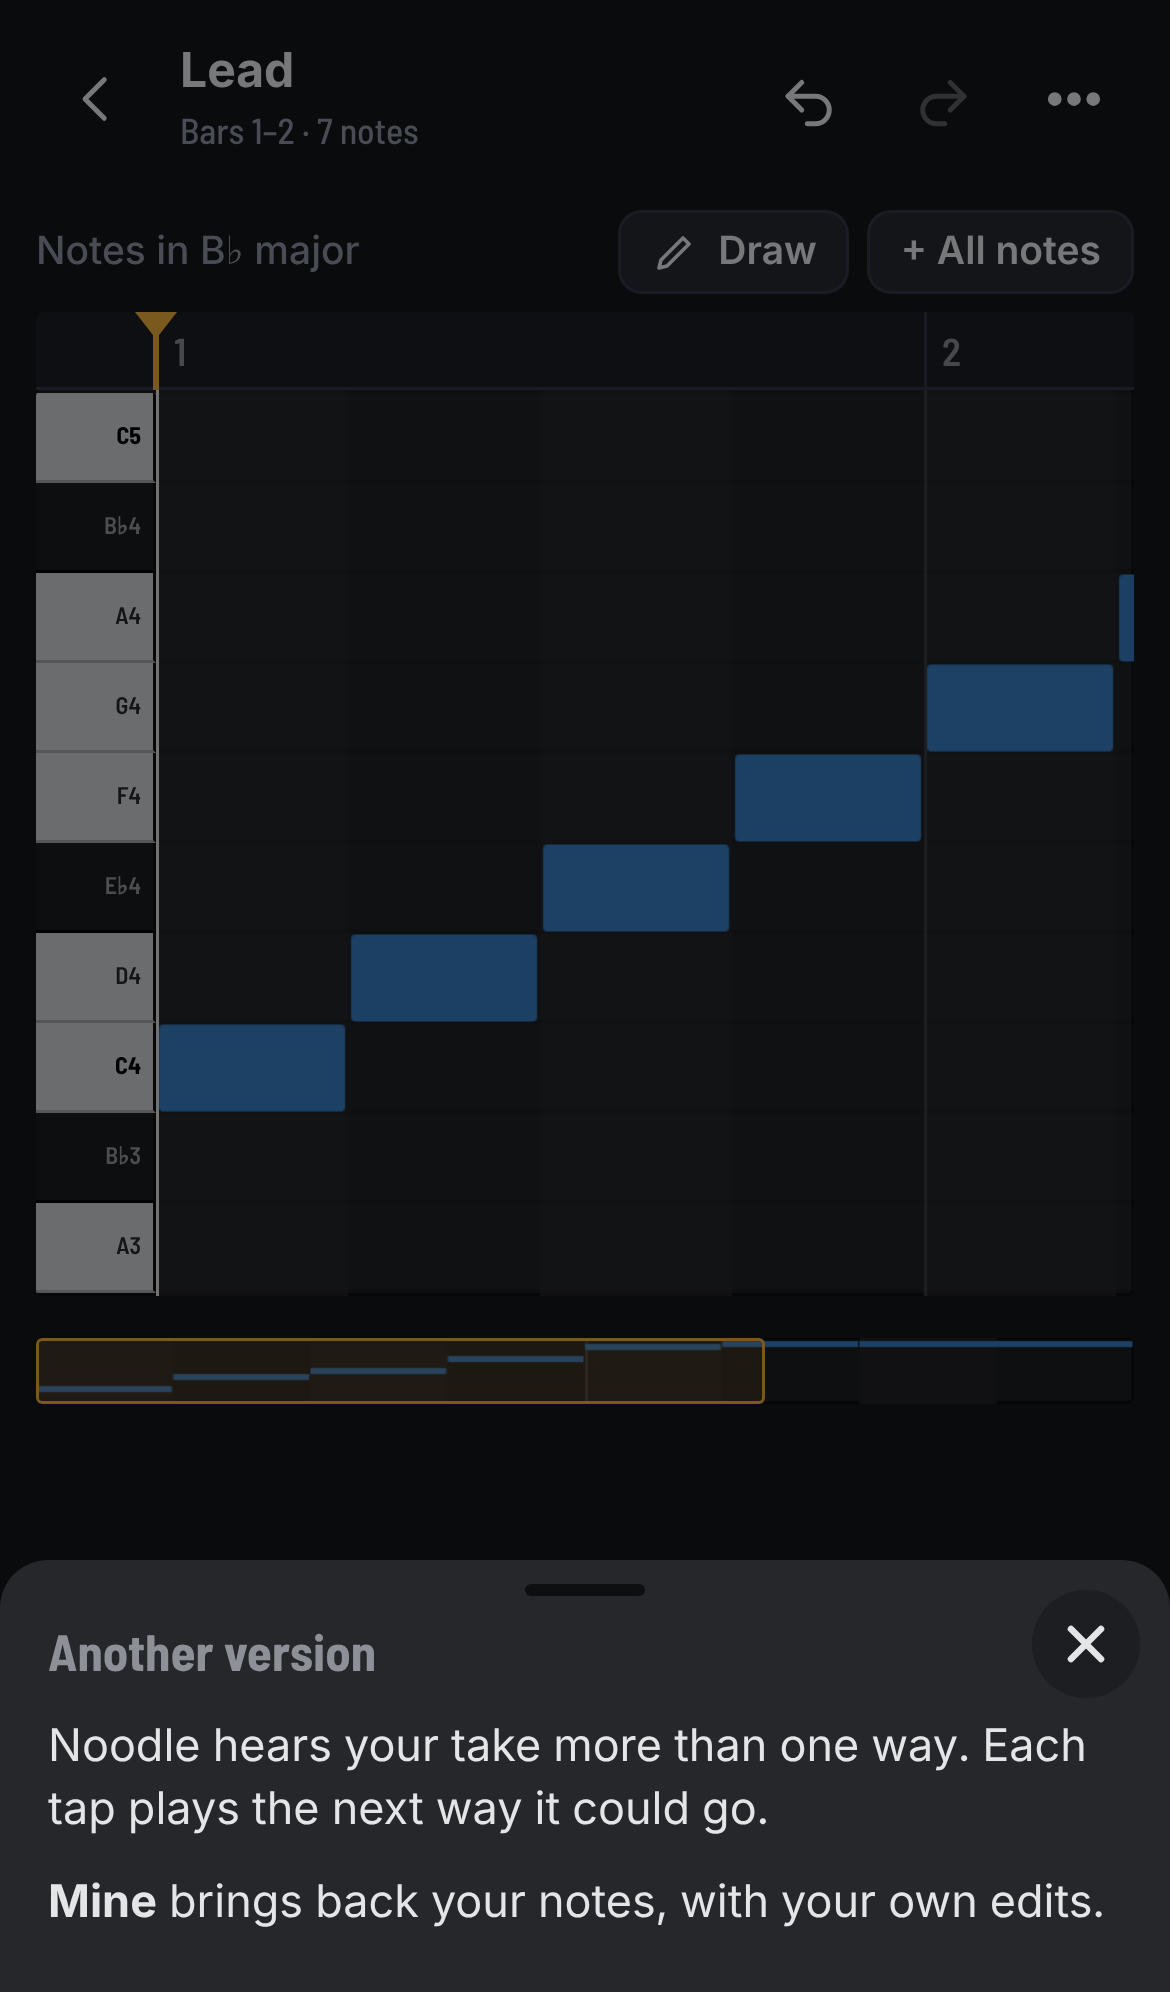 Lead
Bars 1–2 · 7 notes
Notes in B♭ major
Draw
+ All notes
1
2
C5
B♭4
A4
G4
F4
E♭4
D4
C4
B♭3
A3
Another version
Noodle hears your take more than one way. Each
tap plays the next way it could go.
Mine brings back your notes, with your own edits.